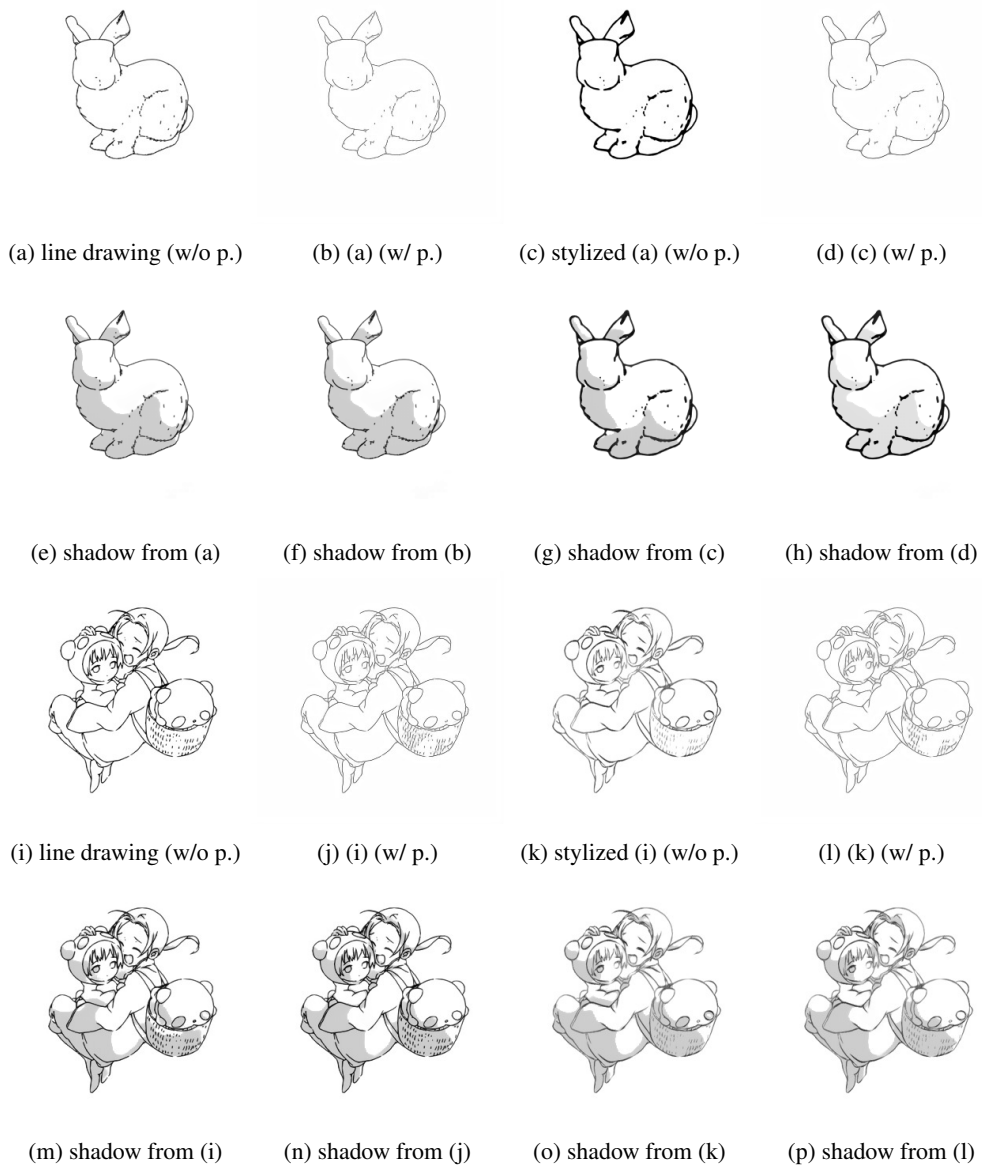 (a) line drawing (w/o p.) (b) (a) (w/ p.) (c) stylized (a) (w/o p.) (d) (c) (w/ p.)
(e) shadow from (a) (f) shadow from (b) (g) shadow from (c) (h) shadow from (d)
(i) line drawing (w/o p.) (j) (i) (w/ p.) (k) stylized (i) (w/o p.) (l) (k) (w/ p.)
(m) shadow from (i) (n) shadow from (j) (o) shadow from (k) (p) shadow from (l)